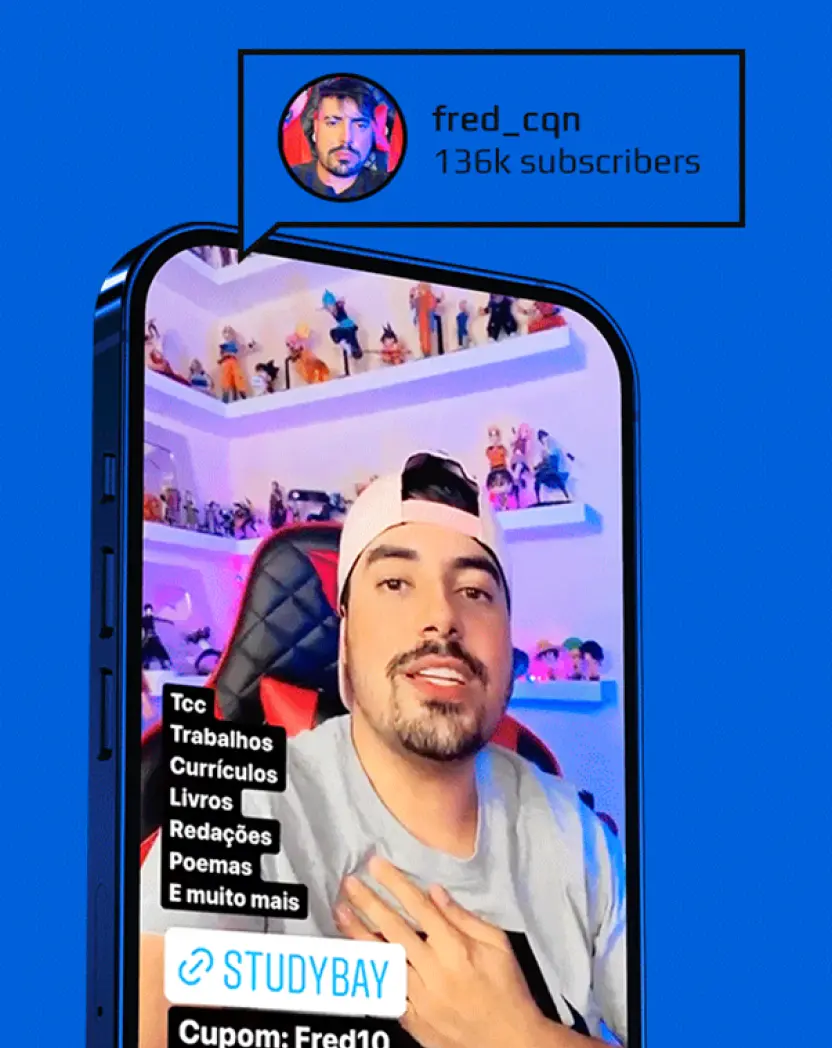 fred_cqn
136k subscribers
Tcc
Trabalhos
Currículos
Livros
Redações
Poemas
E muito mais
STUDYBAY
Cupom: Fred10